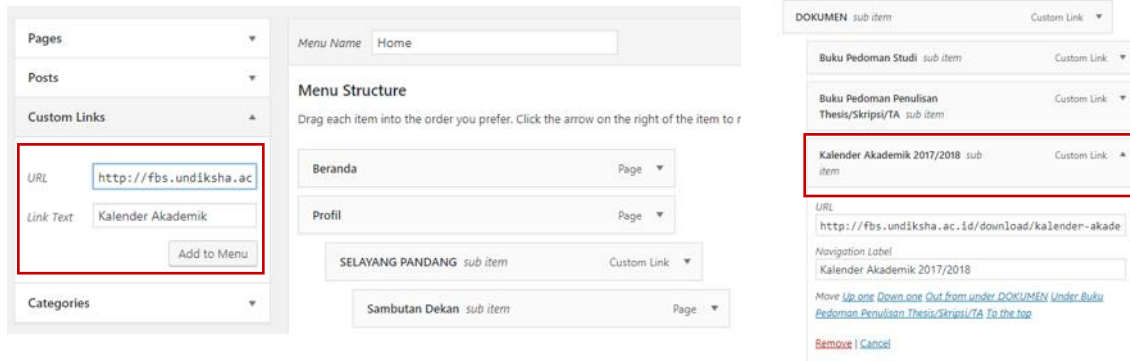 Pages
Posts
Custom Links
URL http://fbs.undiksha.ac
Link Text Kalender Akademik
Add to Menu
Categories
Menu Name Home
Menu Structure
Drag each item into the order you prefer. Click the arrow on the right of the item to r
Beranda Page
Profil Page
SELAYANG PANDANG sub item Custom Link
Sambutan Dekan sub item Page
DOKUMEN sub item Custom Link
Buku Pedoman Studi sub item Custom Link
Buku Pedoman Penulisan Custom Link
Thesis/Skripsi/TA sub item
Kalender Akademik 2017/2018 sub Custom Link
item
URL
http://fbs.undiksha.ac.id/download/kalender-akade
Navigation Label
Kalender Akademik 2017/2018
Move Up one Down one Out from under DOKUMEN Under Buku
Pedoman Penulisan Thesis/Skripsi/TA To the top
Remove | Cancel